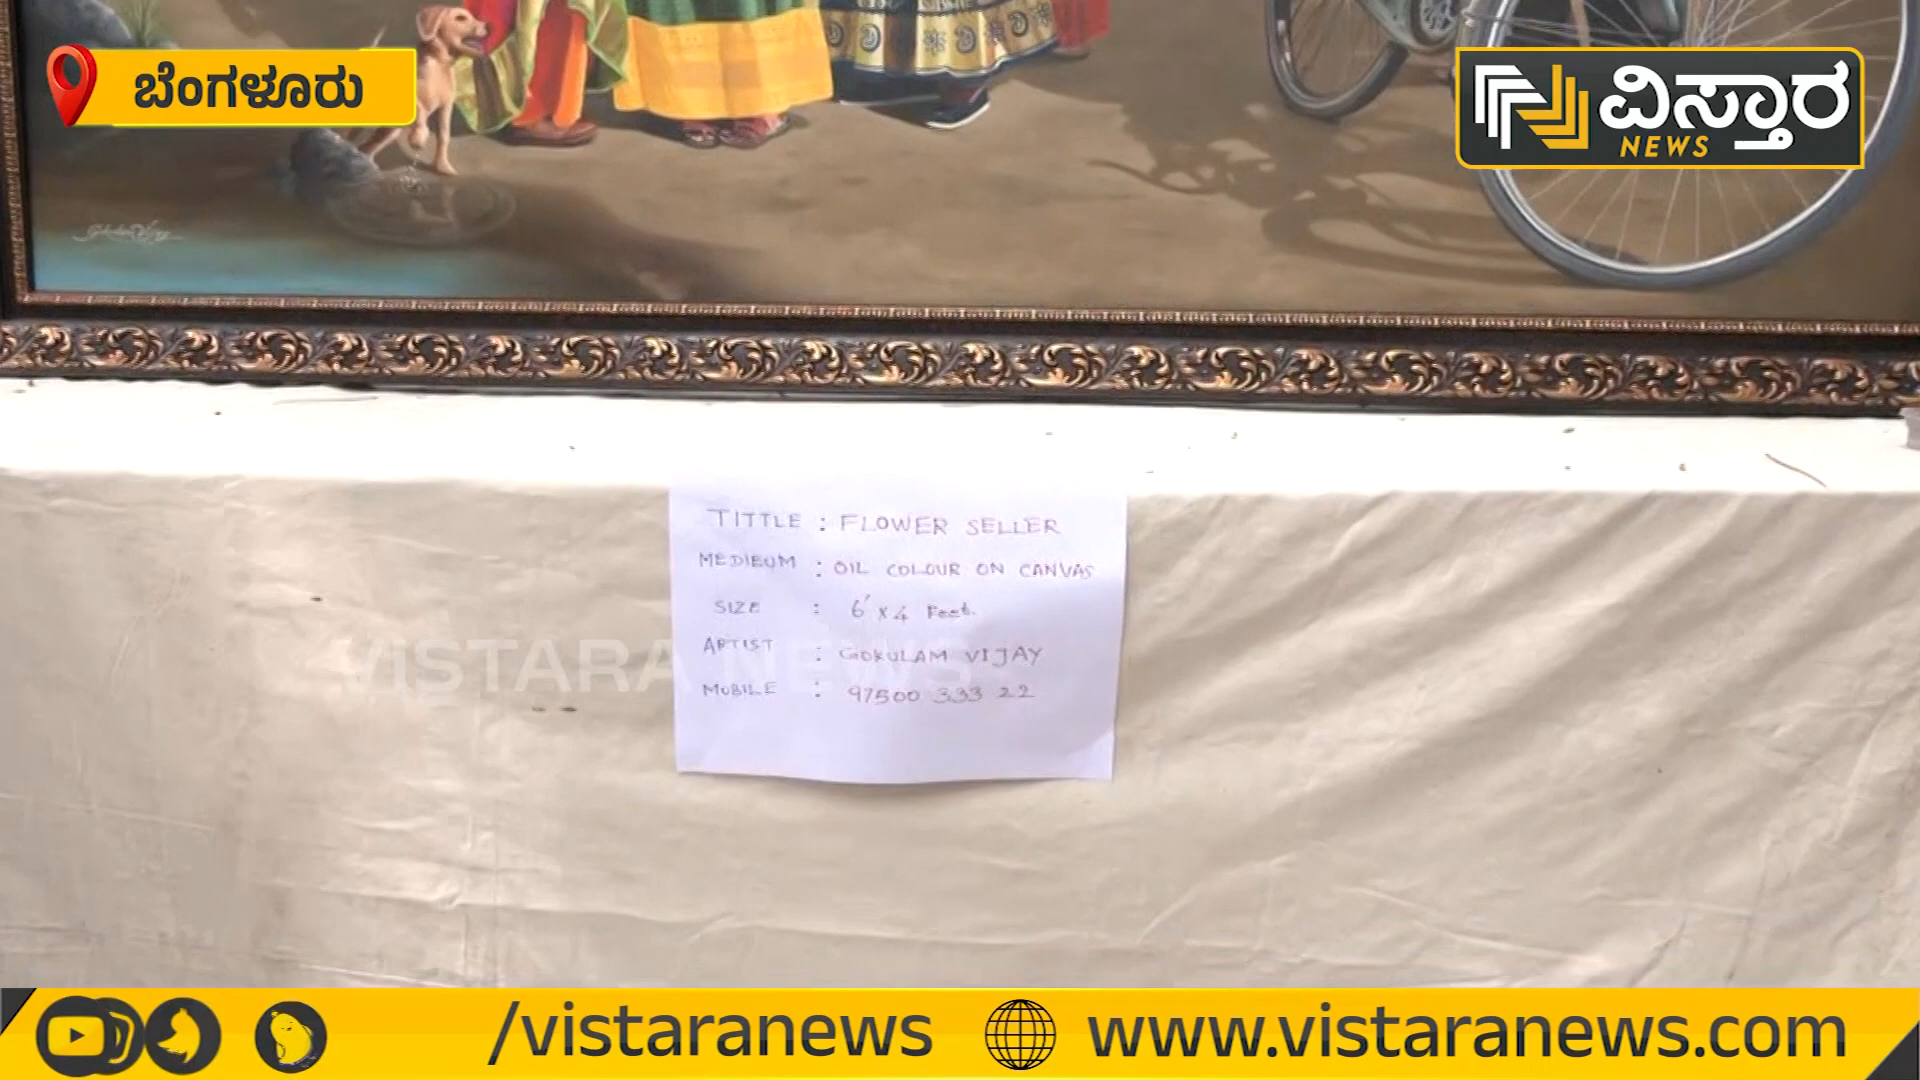 ಬೆಂಗಳೂರು
ವಿಸ್ತಾರ
NEWS
TITTLE : FLOWER SELLER
MEDIEUM : OIL COLOUR ON CANVAS
SIZE : 6' x 4 Feet.
ARTIST : GOKULAM VIJAY
MOBILE : 97500 333 22
VISTARA NEWS
/vistaranews
www.vistaranews.com